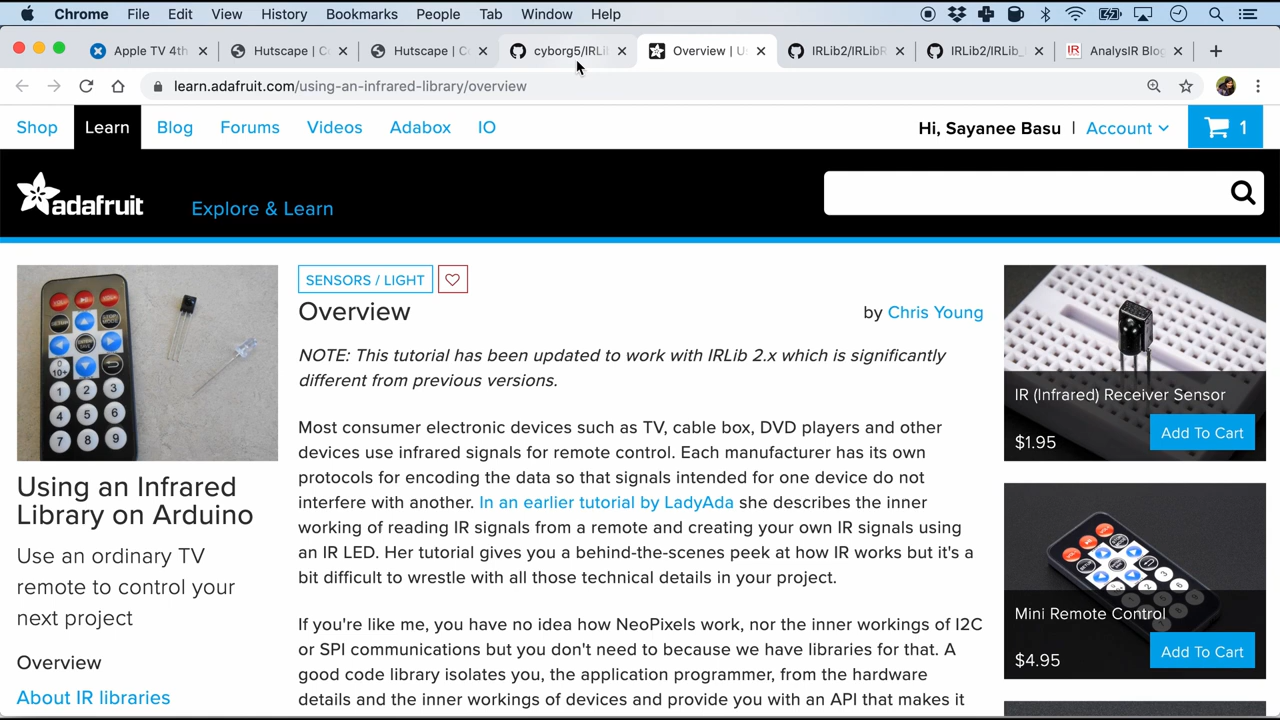 Chrome File Edit View History Bookmarks People Tab Window Help
Apple TV 4th
Hutscape | C
Hutscape | C
cyborg5/IRLi
Overview | U
IRLib2/IRLibR
IRLib2/IRLib_
AnalysIR Blog
learn.adafruit.com/using-an-infrared-library/overview
Shop Learn Blog Forums Videos Adabox IO
Hi, Sayanee Basu | Account
1
adafruit
Explore & Learn
SENSORS / LIGHT
Overview
by Chris Young
NOTE: This tutorial has been updated to work with IRLib 2.x which is significantly
different from previous versions.
Most consumer electronic devices such as TV, cable box, DVD players and other
devices use infrared signals for remote control. Each manufacturer has its own
protocols for encoding the data so that signals intended for one device do not
interfere with another. In an earlier tutorial by LadyAda she describes the inner
working of reding IR signals from a remote and creating your own IR signals using
an IR LED. Her tutorial gives you a behind-the-scenes peek at how IR works but it's a
bit difficult to wrestle with all those technical details in your project.
If you're like me, you have no idea how NeoPixels work, nor the inner workings of I2C
or SPI communications but you don't need to because we have libraries for that. A
good code library isolates you, the application programmer, from the hardware
details and the inner workings of devices and provide you with an API that makes it
Using an Infrared
Library on Arduino
Use an ordinary TV
remote to control your
next project
Overview
About IR libraries
IR (Infrared) Receiver Sensor
$1.95
Add To Cart
Mini Remote Control
$4.95
Add To Cart
0
10+
1 2 3
4 5 6
7 8 9